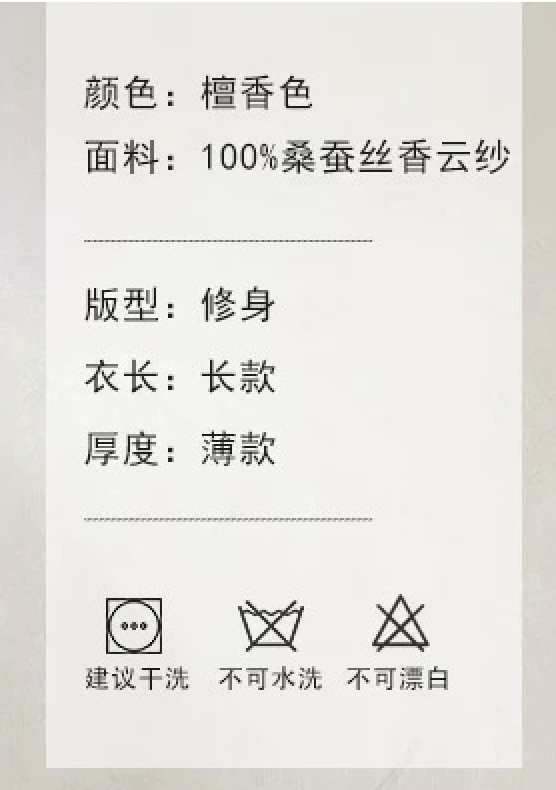 颜色：檀香色
面料：100%桑蚕丝香云纱
版型：修身
衣长：长款
厚度：薄款
建议干洗 不可水洗 不可漂白